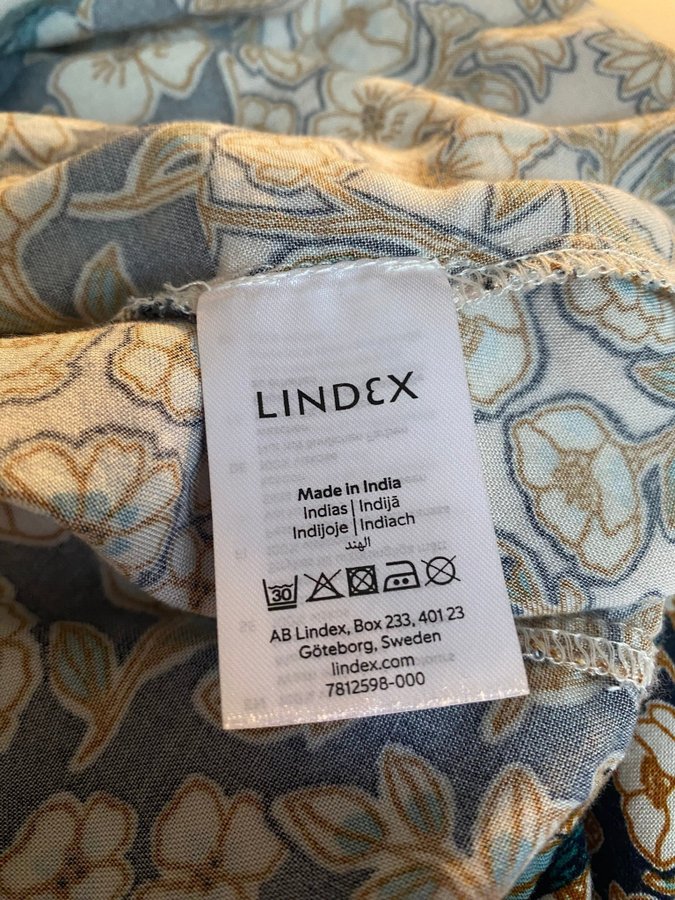 LINDEX
Made in India
Indias | Indijā
Indijoje | Indiach
الهند
30
AB Lindex, Box 233, 401 23
Göteborg, Sweden
lindex.com
7812598-000